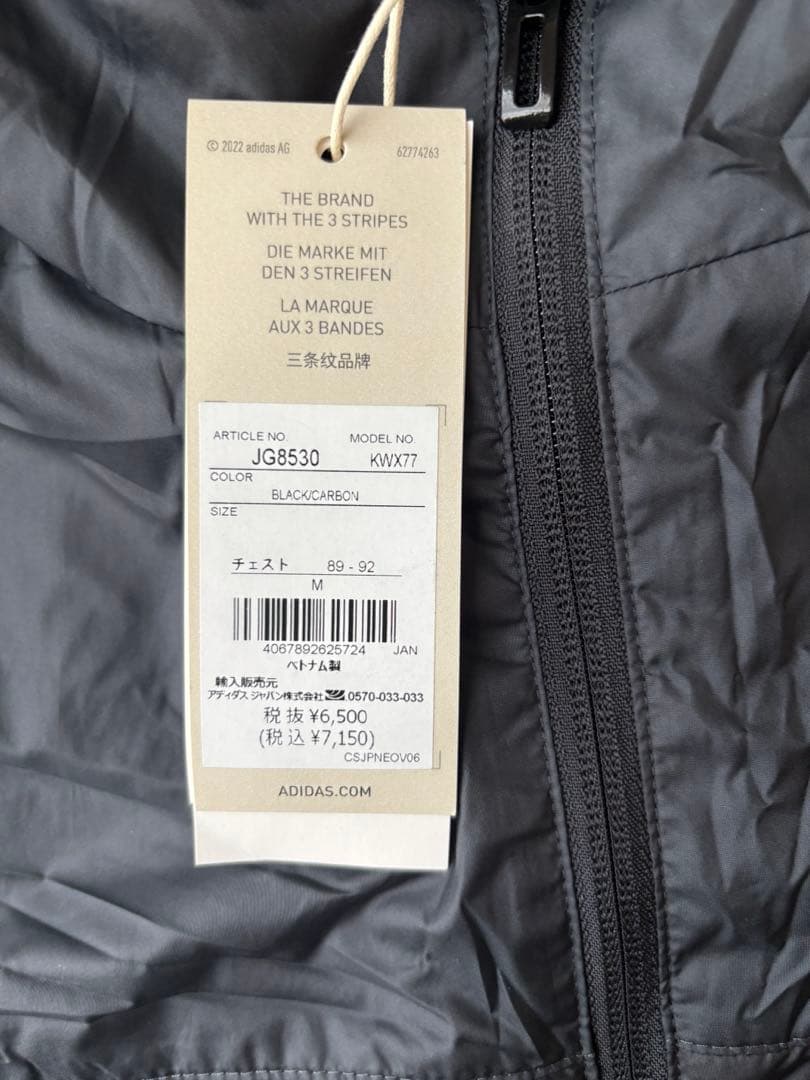 © 2022 adidas AG 62774263
THE BRAND
WITH THE 3 STRIPES
DIE MARKE MIT
DEN 3 STREIFEN
LA MARQUE
AUX 3 BANDES
三条纹品牌
ARTICLE NO. MODEL NO.
JG8530 KWX77
COLOR
BLACK/CARBON
SIZE
チェスト 89 - 92
M
4067892625724 JAN
ベトナム製
輸入販売元
アディダス ジャパン株式会社 0570-033-033
税抜 ¥6,500
(税込 ¥7,150)
CSJPNEOV06
ADIDAS.COM